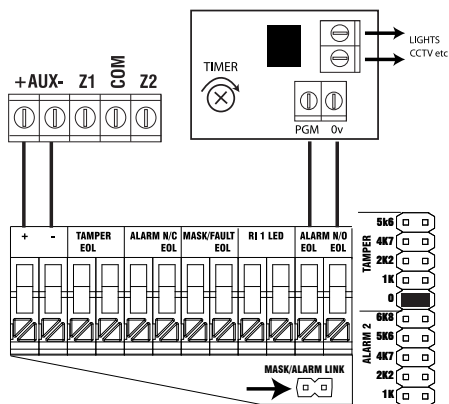 LIGHTS
CCTV etc
TIMER
PGM 0v
+AUX- Z1 COM Z2
+ - TAMPER EOL ALARM N/C EOL MASK/FAULT EOL RI 1 LED ALARM N/O EOL EOL
TAMPER
5k6
4K7
2K2
1K
0
ALARM 2
6K8
5K6
4K7
2K2
1K
MASK/ALARM LINK